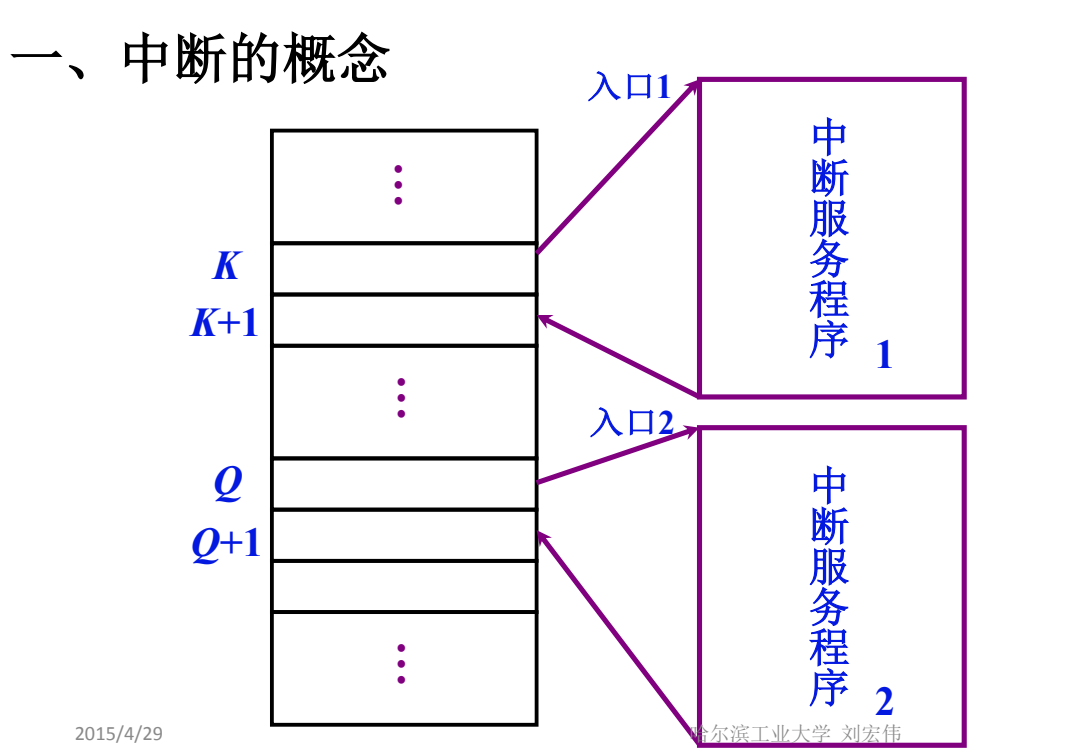 一、中断的概念
入口1
中断服务程序 1
K
K+1
入口2
Q
Q+1
中断服务程序 2
2015/4/29
哈尔滨工业大学 刘宏伟